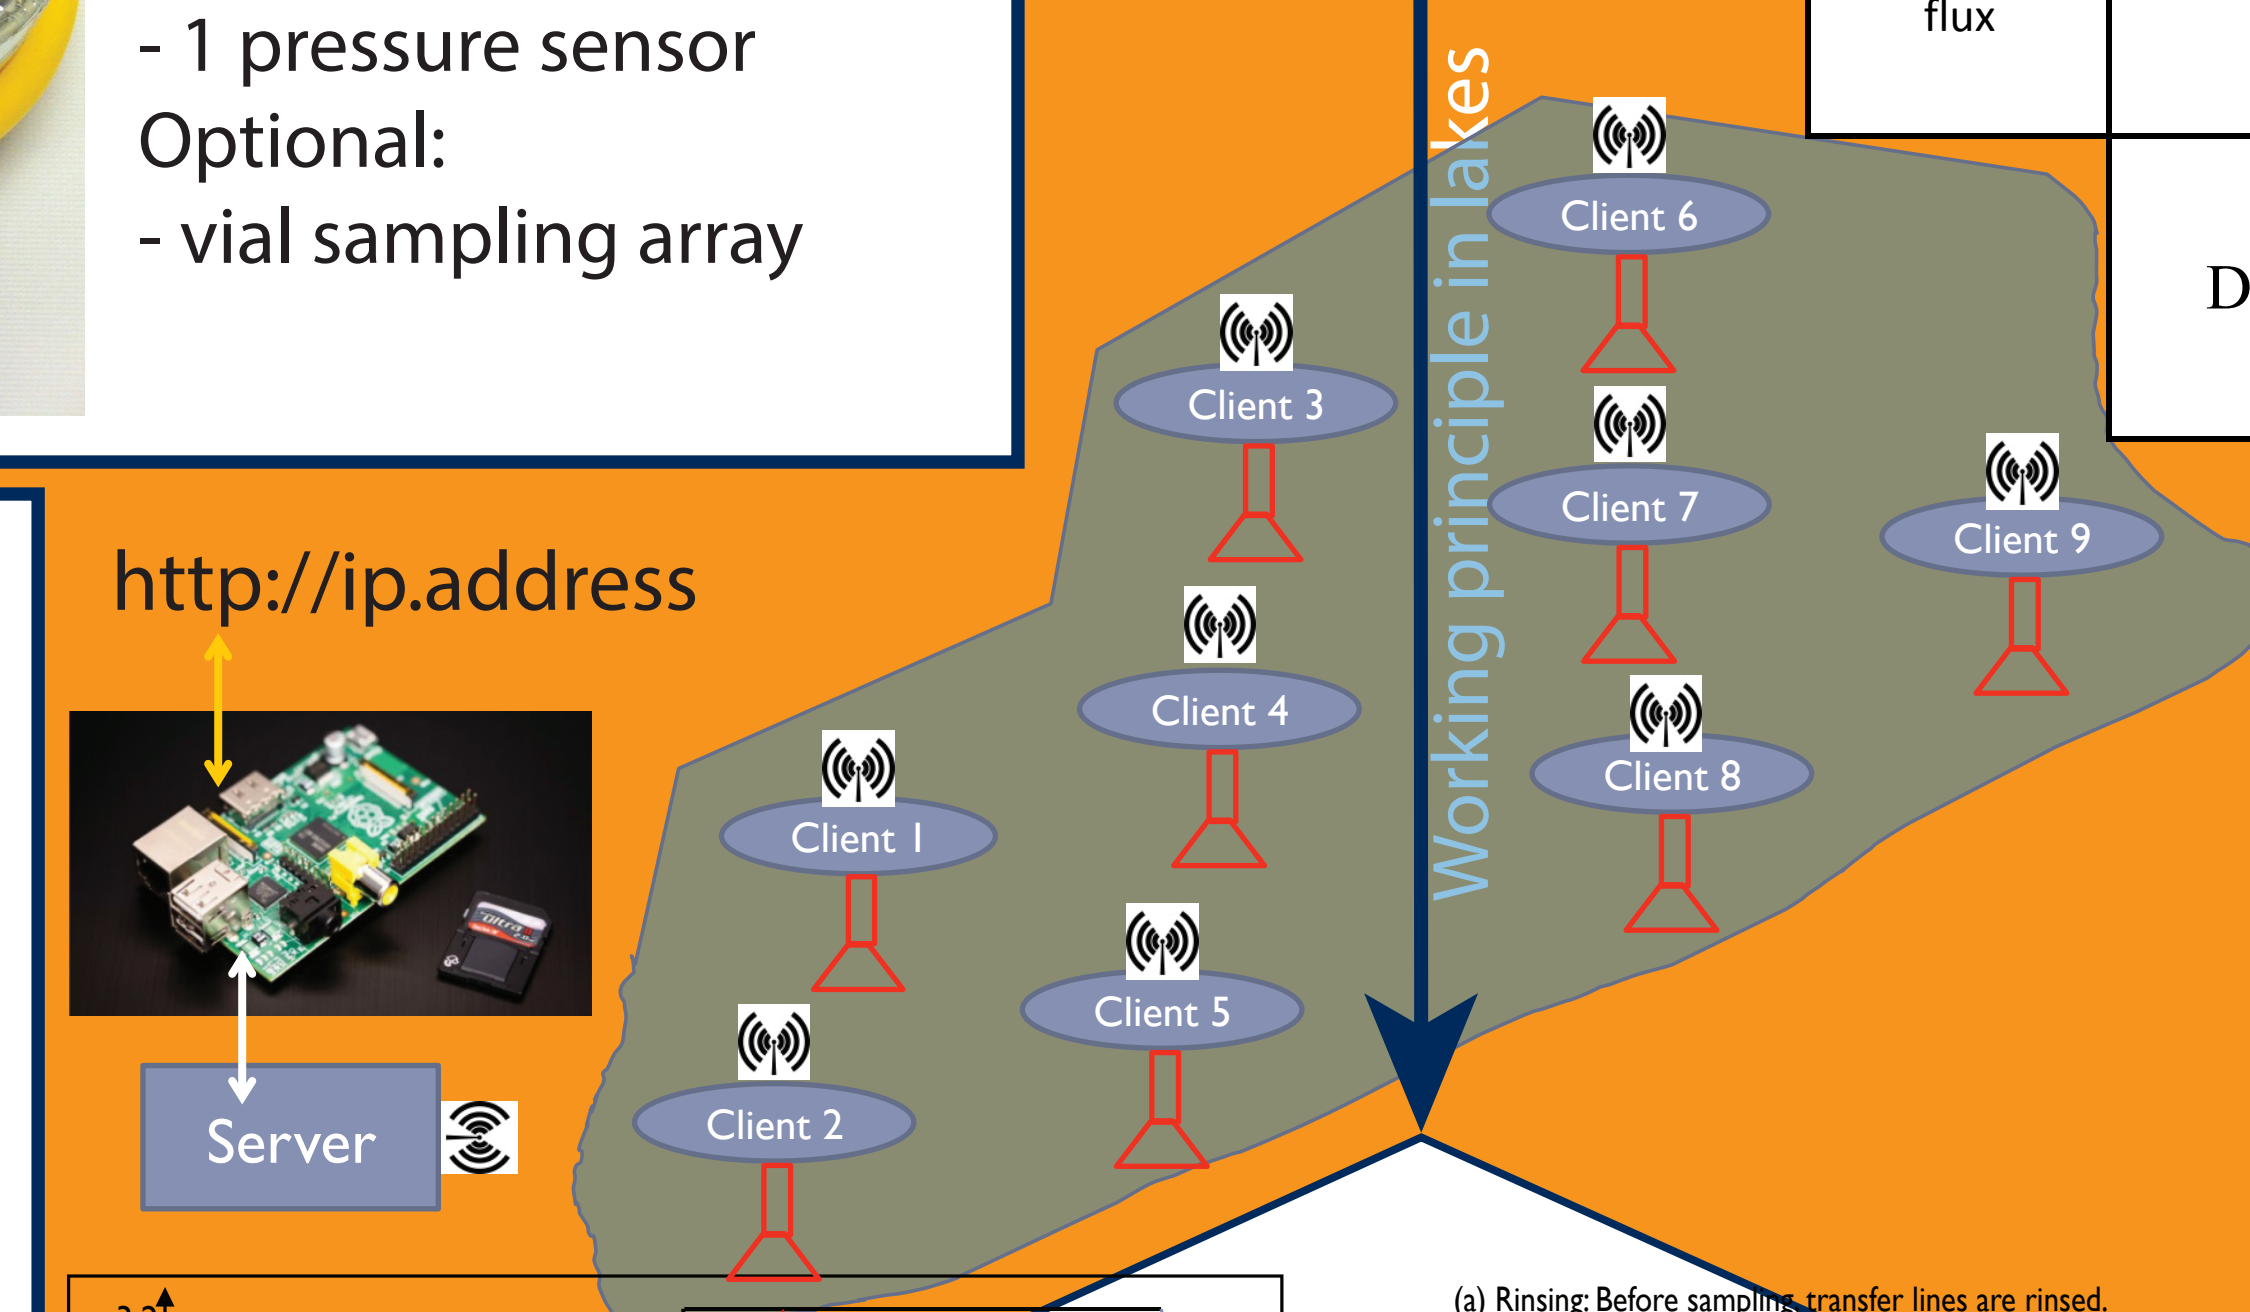 - 1 pressure sensor
Optional:
- vial sampling array
flux
D
Working principle in lakes
Client 6
Client 3
Client 7
Client 9
http://ip.address
Client 4
Client 8
Client 1
Client 5
Client 2
Server
Ultra II
(a) Rinsing: Before sampling, transfer lines are rinsed.